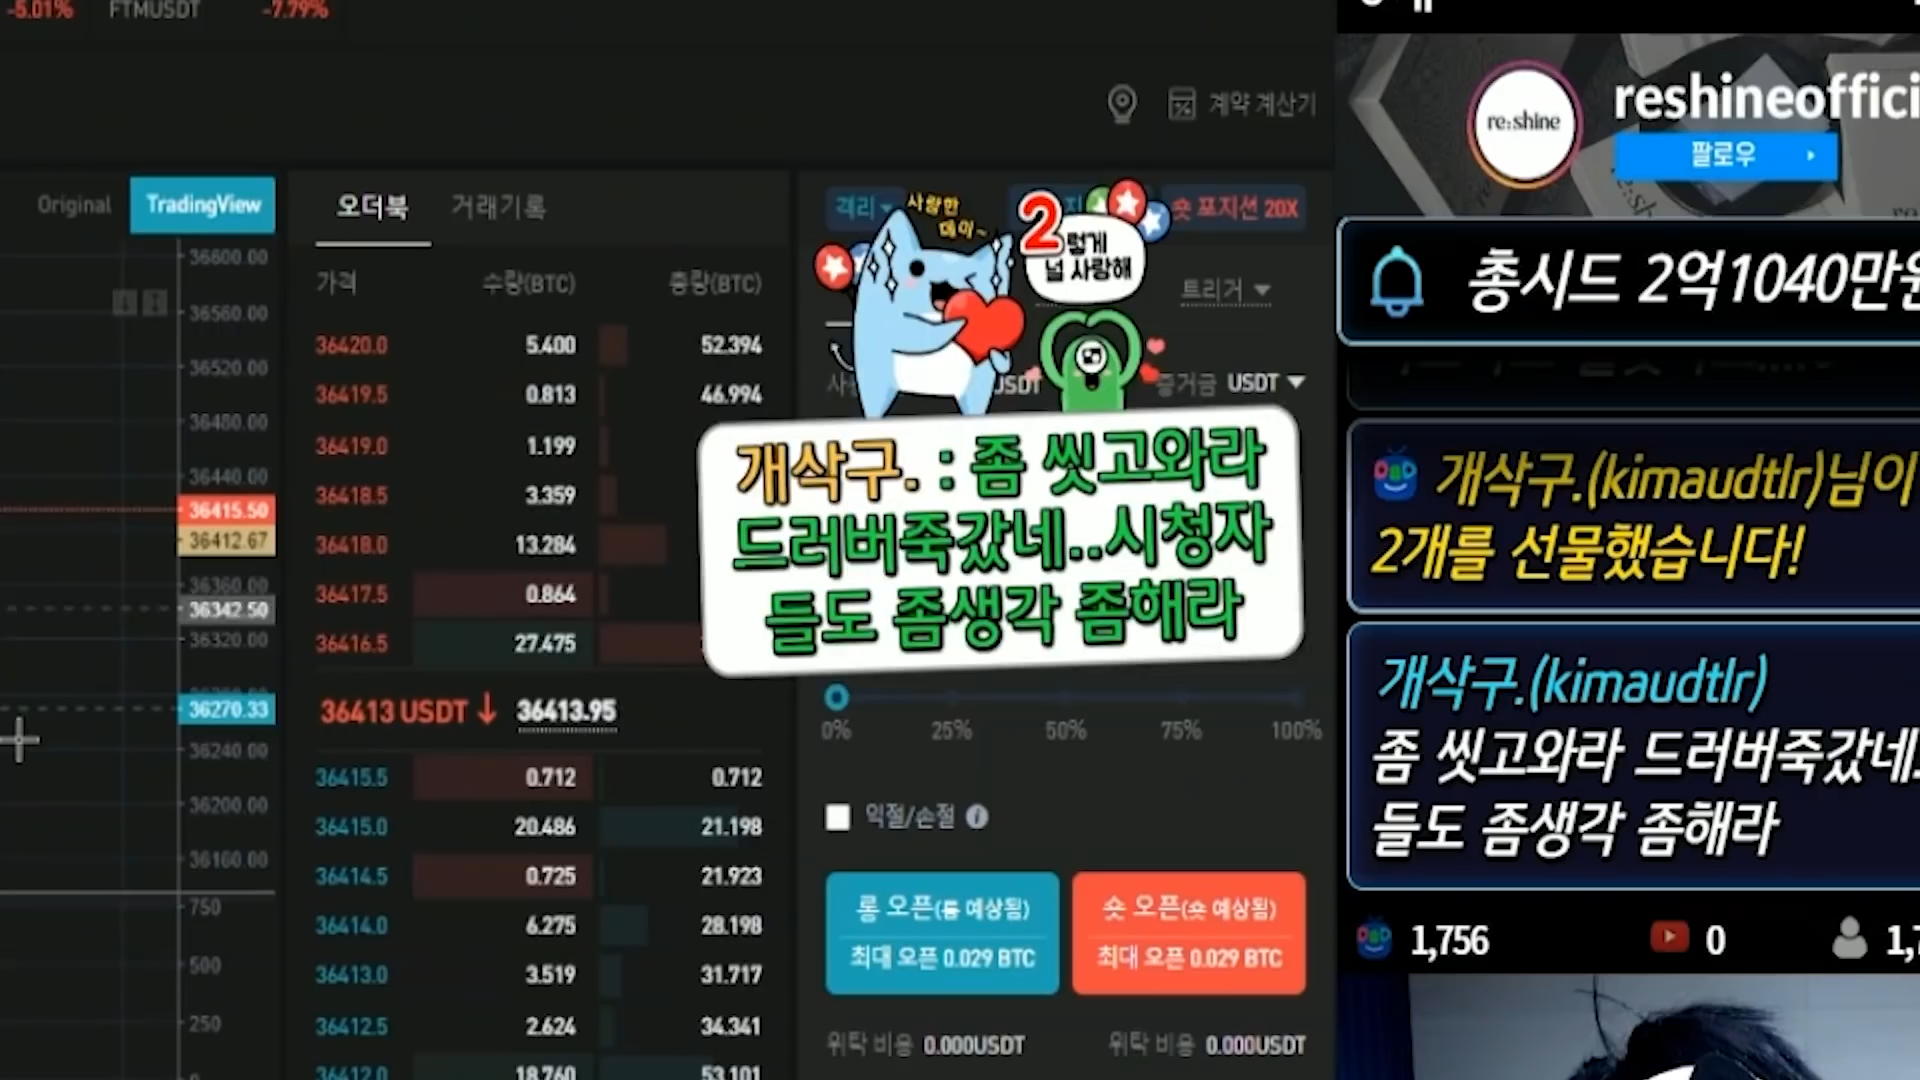 -5.01% FTMUSDT -7.79%
계약 계산기
Original TradingView
오더북 거래기록
격리
숏 포지션 20X
가격 수량(BTC) 총량(BTC)
트리거
36420.0 5.400 52.394
36419.5 0.813 46.994
36419.0 1.199
36418.5 3.359
36418.0 13.284
36417.5 0.864
36416.5 27.475
36413 USDT ↓ 36413.95
36415.5 0.712 0.712
36415.0 20.486 21.198
36414.5 0.725 21.923
36414.0 6.275 28.198
36413.0 3.519 31.717
36412.5 2.624 34.341
36412.0 18.760 53.101
36600.00
36560.00
36520.00
36480.00
36440.00
36415.50
36412.67
36360.00
36342.50
36320.00
36270.33
36240.00
36200.00
36160.00
750
500
250
사랑한
데이~
2
렇게
널 사랑해
USDT
증거금 USDT
개삭구. : 좀 씻고와라
드러버죽갔네..시청자
들도 좀생각 좀해라
0% 25% 50% 75% 100%
익절/손절
롱 오픈(롱 예상됨)
최대 오픈 0.029 BTC
숏 오픈(숏 예상됨)
최대 오픈 0.029 BTC
위탁 비용 0.000USDT
위탁 비용 0.000USDT
re:shine
reshineoffici
팔로우
총시드 2억1040만원
개삭구.(kimaudtlr)님이
2개를 선물했습니다!
개삭구.(kimaudtlr)
좀 씻고와라 드러버죽갔네..
들도 좀생각 좀해라
1,756 0 1,7